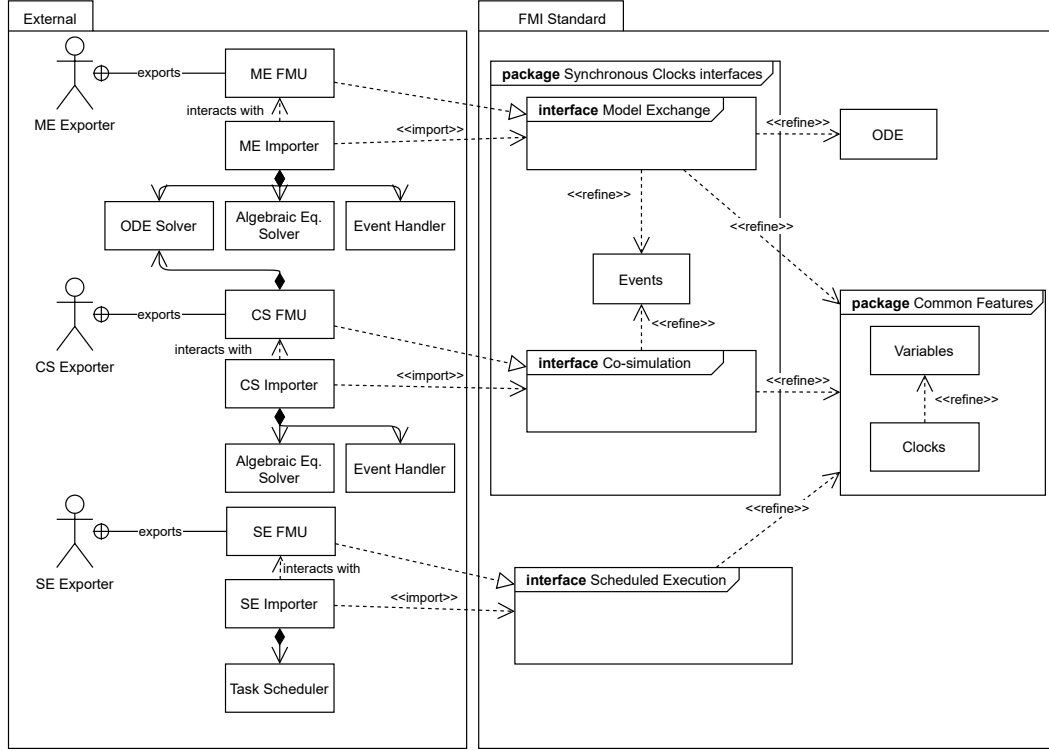 External
FMI Standard
ME Exporter
exports
ME FMU
interacts with
ME Importer
<<import>>
package Synchronous Clocks interfaces
interface Model Exchange
<<refine>>
ODE
ODE Solver
Algebraic Eq.
Solver
Event Handler
<<refine>>
<<refine>>
Events
<<refine>>
CS Exporter
exports
CS FMU
interacts with
CS Importer
<<import>>
interface Co-simulation
<<refine>>
package Common Features
Variables
<<refine>>
Clocks
Algebraic Eq.
Solver
Event Handler
SE Exporter
exports
SE FMU
interacts with
SE Importer
<<import>>
<<refine>>
interface Scheduled Execution
Task Scheduler